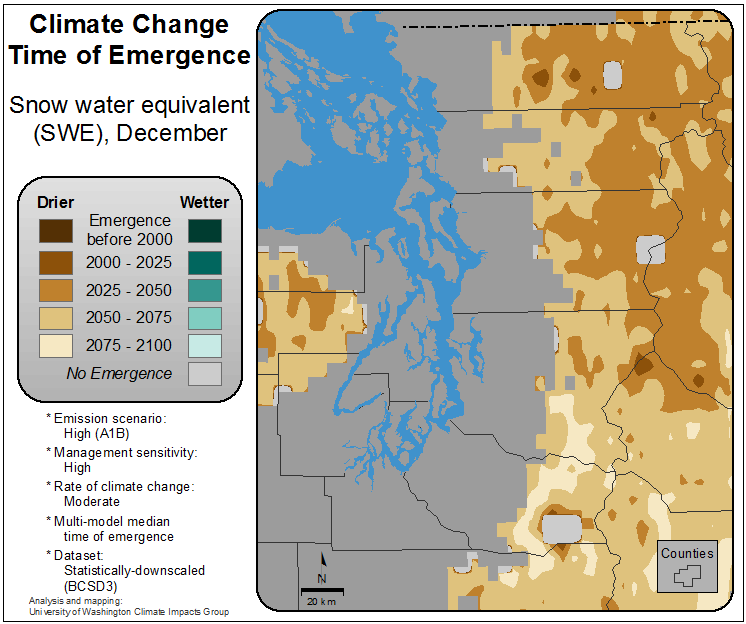 Climate Change
Time of Emergence
Snow water equivalent
(SWE), December
Drier Wetter
Emergence
before 2000
2000 - 2025
2025 - 2050
2050 - 2075
2075 - 2100
No Emergence
* Emission scenario:
High (A1B)
* Management sensitivity:
High
* Rate of climate change:
Moderate
* Multi-model median
time of emergence
* Dataset:
Statistically-downscaled
(BCSD3)
Analysis and mapping:
University of Washington Climate Impacts Group
N
20 km
Counties